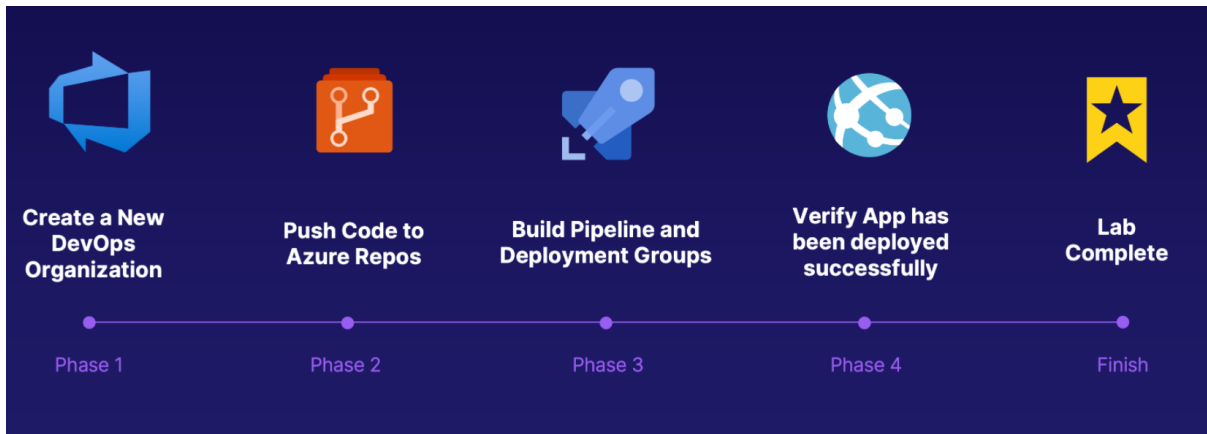 Create a New
DevOps
Organization
Push Code to
Azure Repos
Build Pipeline and
Deployment Groups
Verify App has
been deployed
successfully
Lab
Complete
Phase 1
Phase 2
Phase 3
Phase 4
Finish